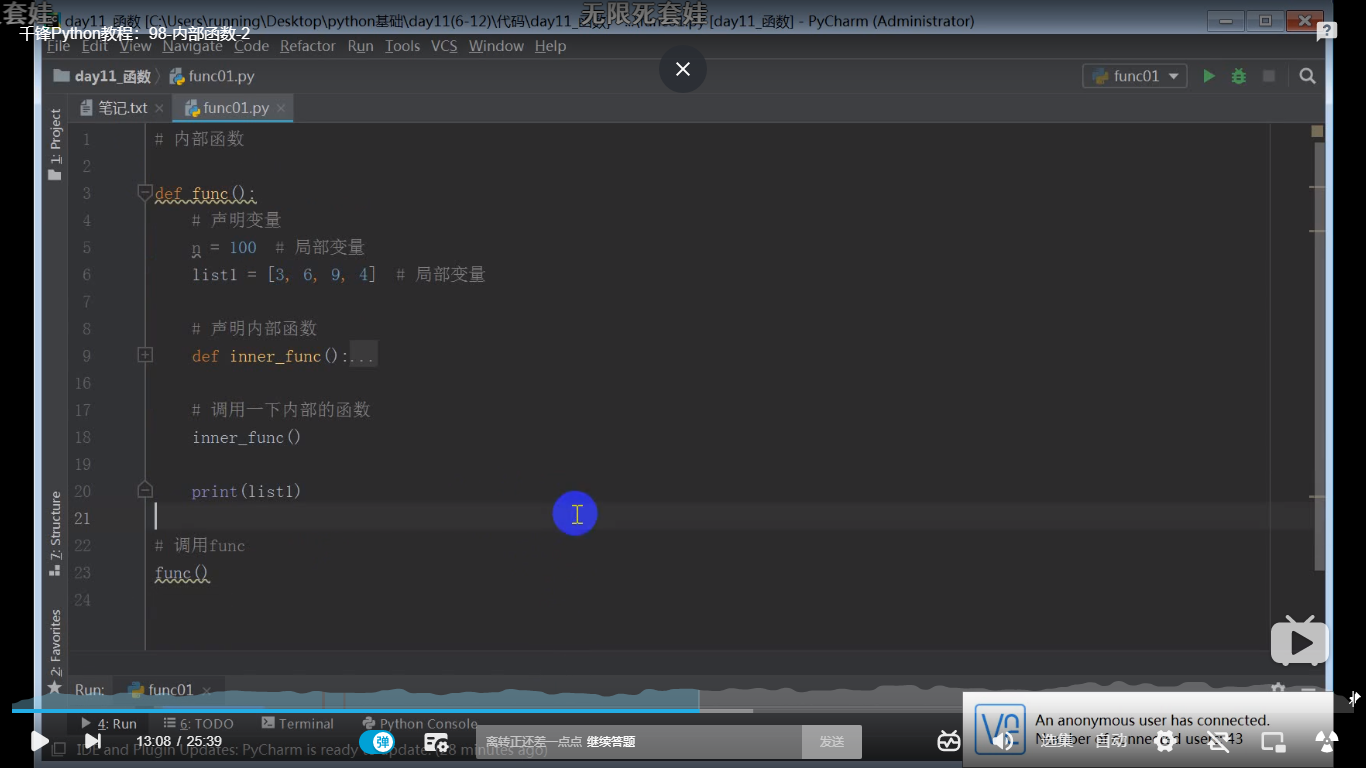 套娃
无限死套娃
day11_函数 [C:\Users\running\Desktop\python基础\day11(6-12)\代码\day11_函
.py [day11_函数] - PyCharm (Administrator)
千锋Python教程：98-内部函数-2
File Edit View Navigate Code Refactor Run Tools VCS Window Help
day11_函数 func01.py
func01
笔记.txt func01.py
1: Project
1 # 内部函数
2
3 def func():
4 # 声明变量
5 n = 100 # 局部变量
6 list1 = [3, 6, 9, 4] # 局部变量
7
8 # 声明内部函数
9 def inner_func():...
16
17 # 调用一下内部的函数
18 inner_func()
19
20 print(list1)
21
22 # 调用func
23 func()
24
7: Structure
2: Favorites
Run: func01
4: Run 6: TODO Terminal Python Console
IDE and Plugin Updates: PyCharm is ready to update. (28 minutes ago)
13:08 / 25:39
弹
离转正还差一点点 继续答题
发送
An anonymous user has connected.
Number of connected users: 43
选集
自动